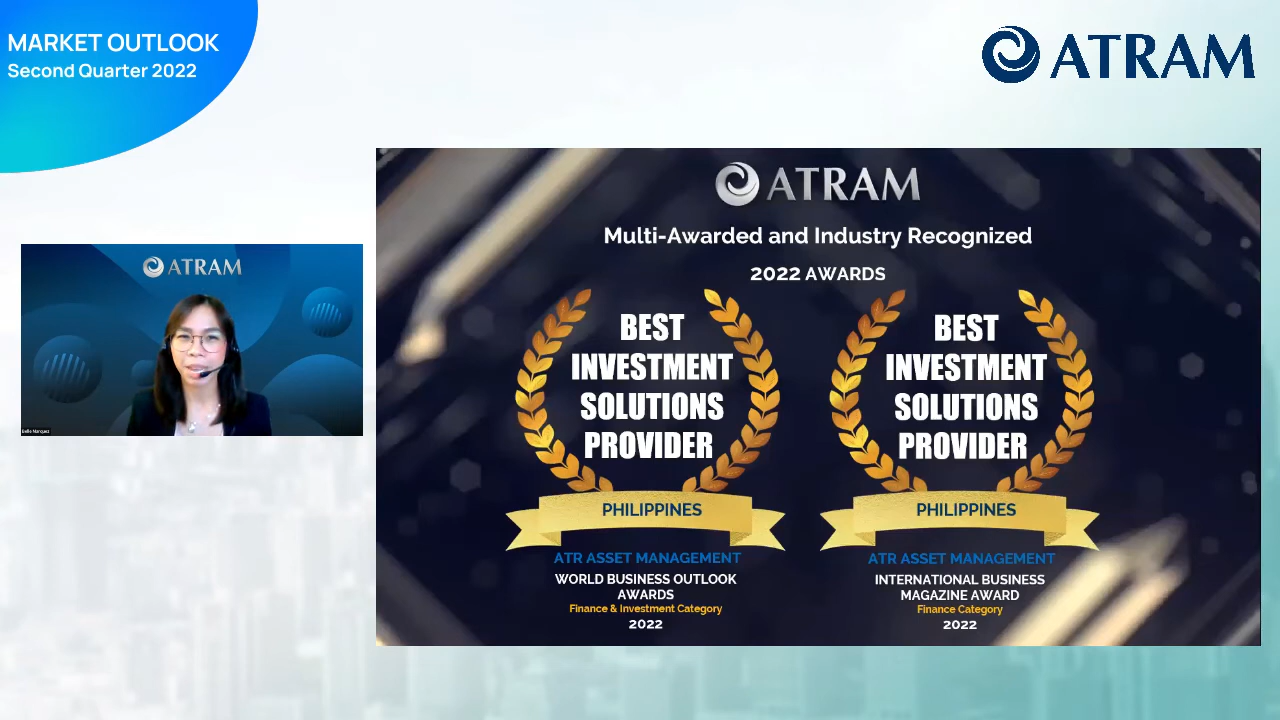 MARKET OUTLOOK
Second Quarter 2022
ATRAM
ATRAM
Belle Marquez
ATRAM
Multi-Awarded and Industry Recognized
2022 AWARDS
BEST
INVESTMENT
SOLUTIONS
PROVIDER
PHILIPPINES
ATR ASSET MANAGEMENT
WORLD BUSINESS OUTLOOK
AWARDS
Finance & Investment Category
2022
BEST
INVESTMENT
SOLUTIONS
PROVIDER
PHILIPPINES
ATR ASSET MANAGEMENT
INTERNATIONAL BUSINESS
MAGAZINE AWARD
Finance Category
2022